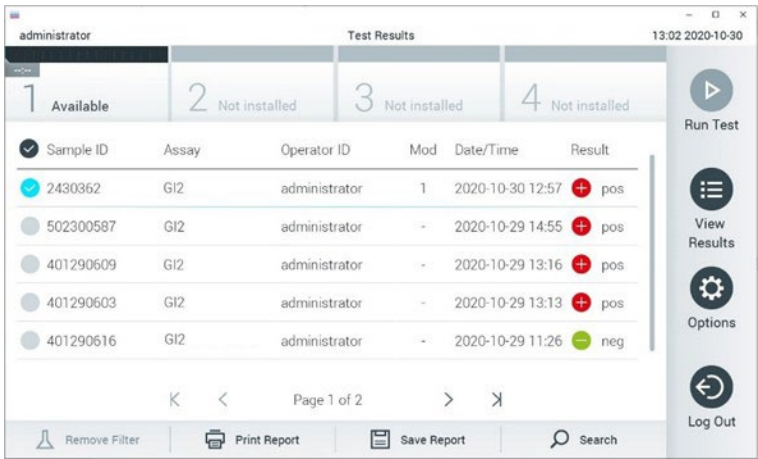 administrator Test Results 13:02 2020-10-30
--:--
1 Available 2 Not installed 3 Not installed 4 Not installed
Run Test
Sample ID Assay Operator ID Mod Date/Time Result
2430362 GI2 administrator 1 2020-10-30 12:57 pos
502300587 GI2 administrator - 2020-10-29 14:55 pos
401290609 GI2 administrator - 2020-10-29 13:16 pos
401290603 GI2 administrator - 2020-10-29 13:13 pos
401290616 GI2 administrator - 2020-10-29 11:26 neg
View
Results
Options
Page 1 of 2
Log Out
Remove Filter Print Report Save Report Search